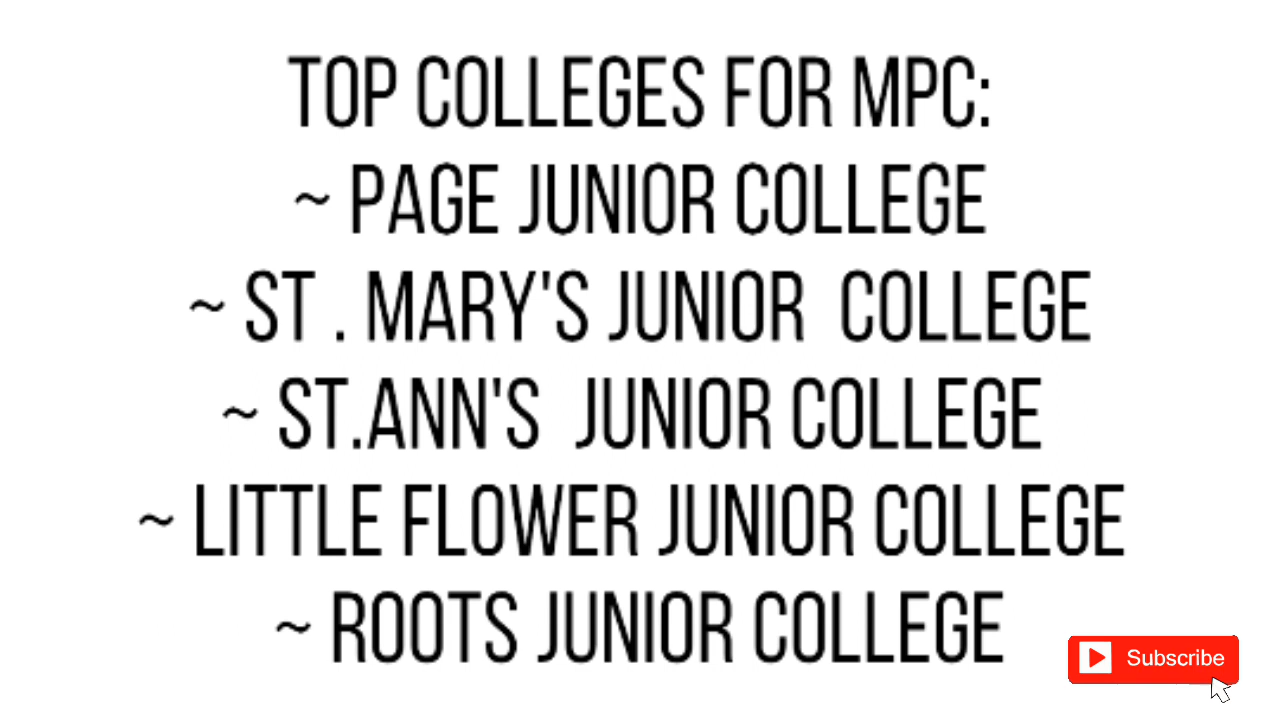 TOP COLLEGES FOR MPC:
~ PAGE JUNIOR COLLEGE
~ ST . MARY'S JUNIOR  COLLEGE
~ ST.ANN'S  JUNIOR COLLEGE
~ LITTLE FLOWER JUNIOR COLLEGE
~ ROOTS JUNIOR COLLEGE
Subscribe